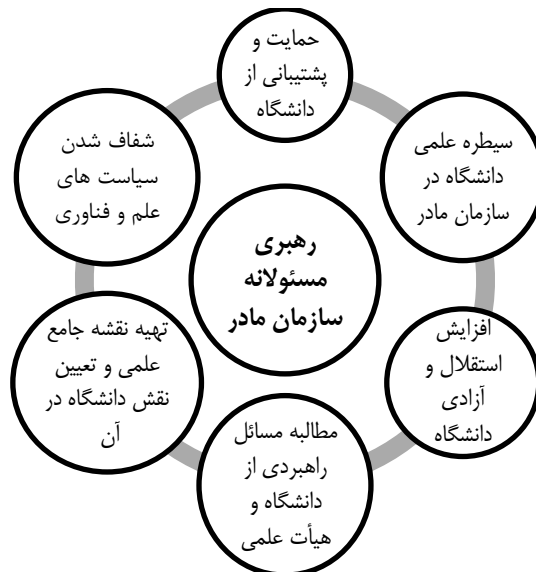 حمایت و
پشتیبانی از
دانشگاه
سیطره علمی
دانشگاه در
سازمان مادر
افزایش
استقلال و
آزادی
دانشگاه
مطالبه مسائل
راهبردی از
دانشگاه و
هیأت علمی
تهیه نقشه جامع
علمی و تعیین
نقش دانشگاه در
آن
شفاف شدن
سیاست های
علم و فناوری
رهبری
مسئولانه
سازمان مادر